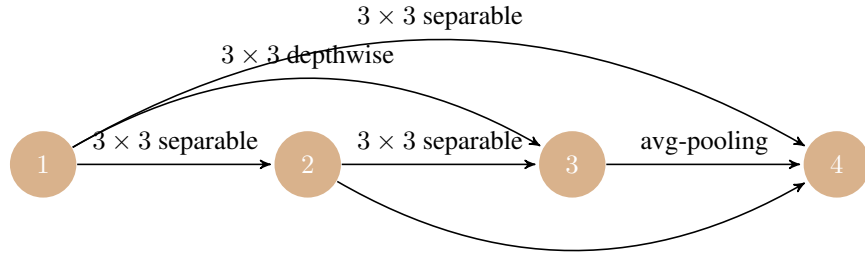 3 × 3 separable
3 × 3 depthwise
3 × 3 separable
3 × 3 separable
avg-pooling
1
2
3
4